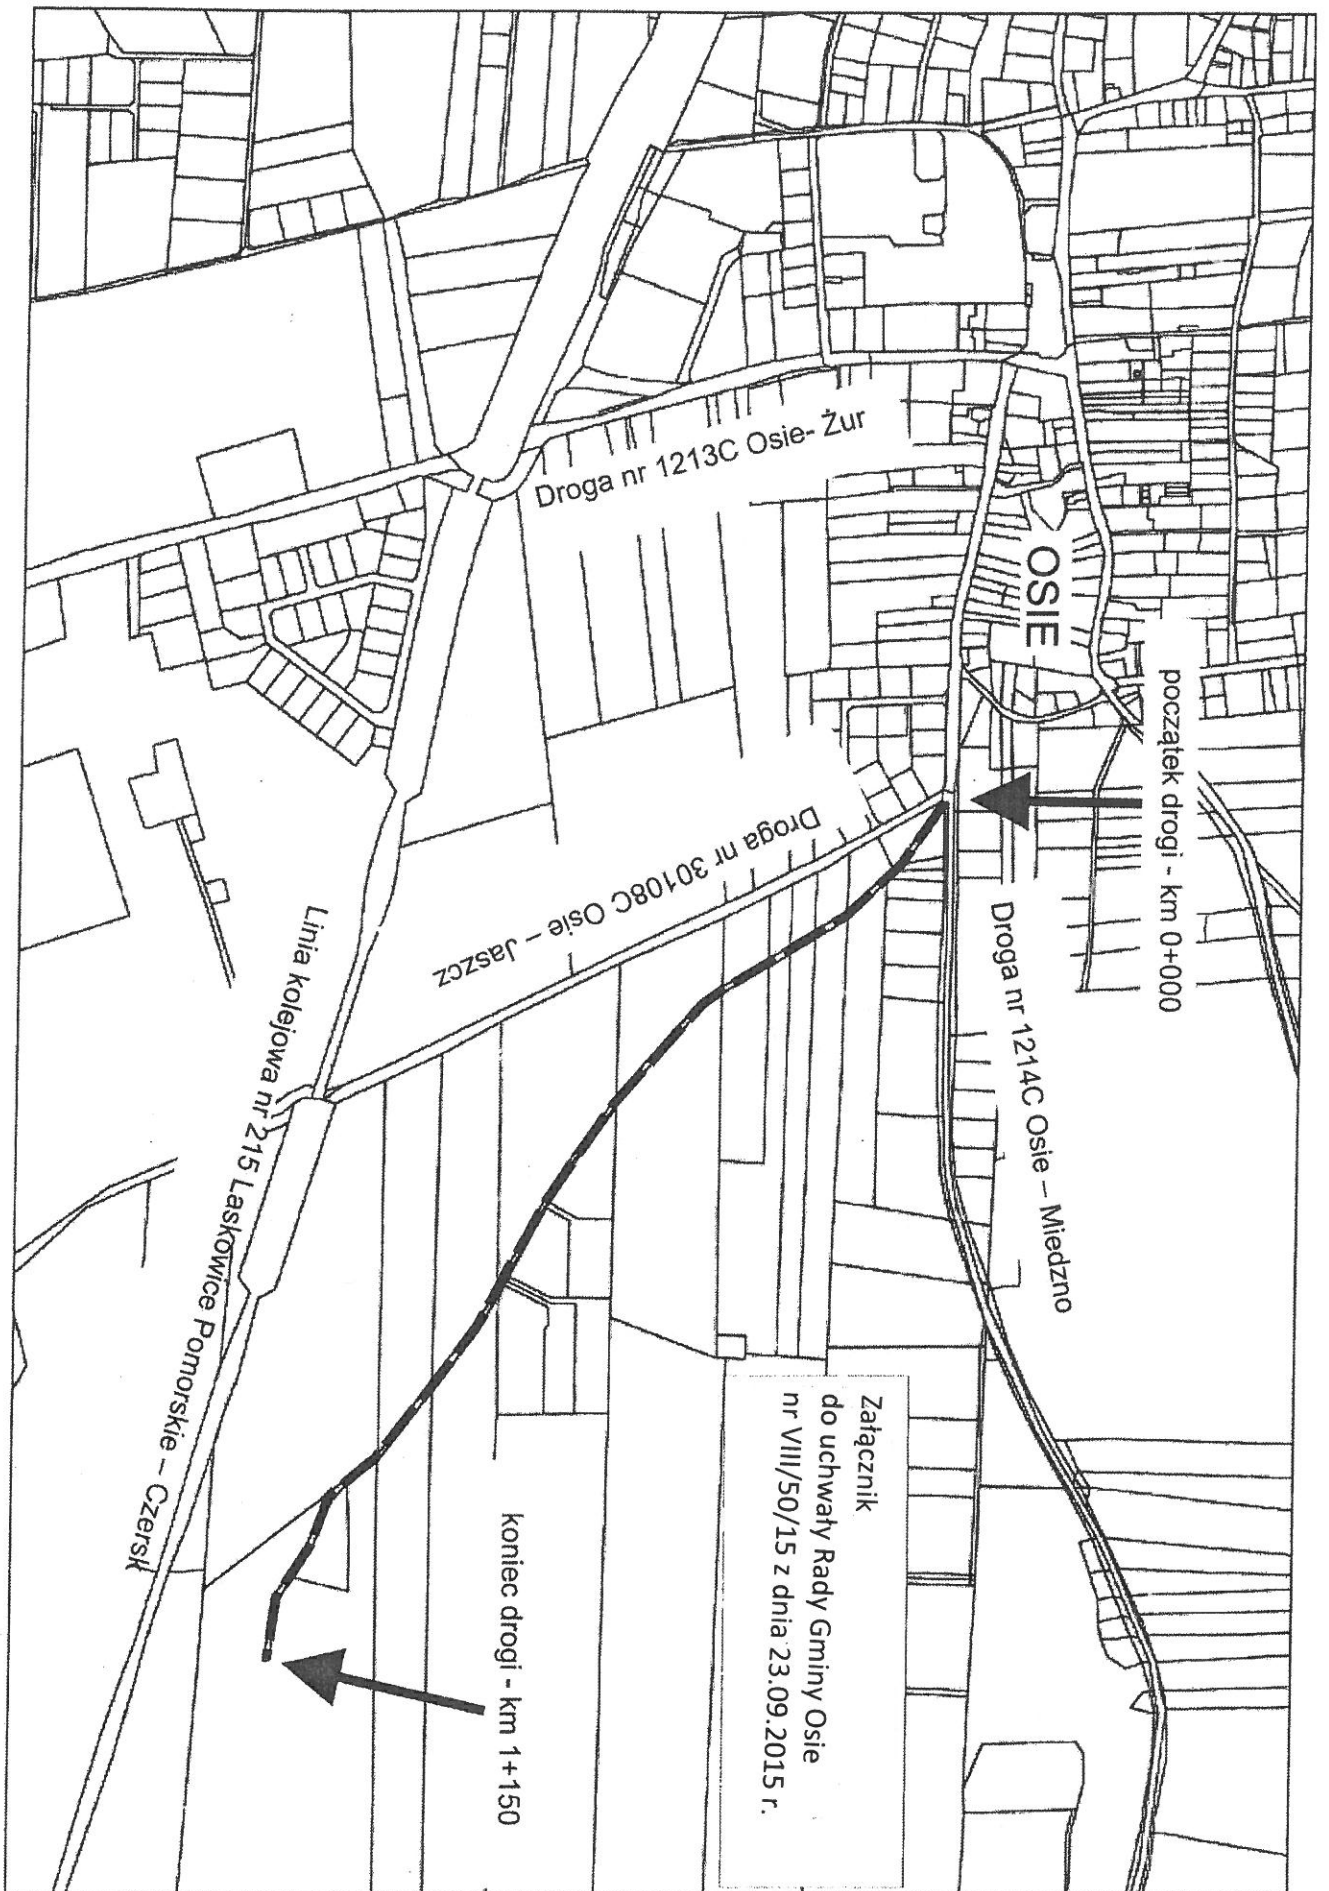 OSIE
początek drogi - km 0+000
Droga nr 1213C Osie- Żur
Droga nr 1214C Osie – Miedzno
Droga nr 30108C Osie – Jaszcz
Linia kolejowa nr 215 Laskowice Pomorskie – Czersk
Załącznik
do uchwały Rady Gminy Osie
nr VIII/50/15 z dnia 23.09.2015 r.
koniec drogi - km 1+150